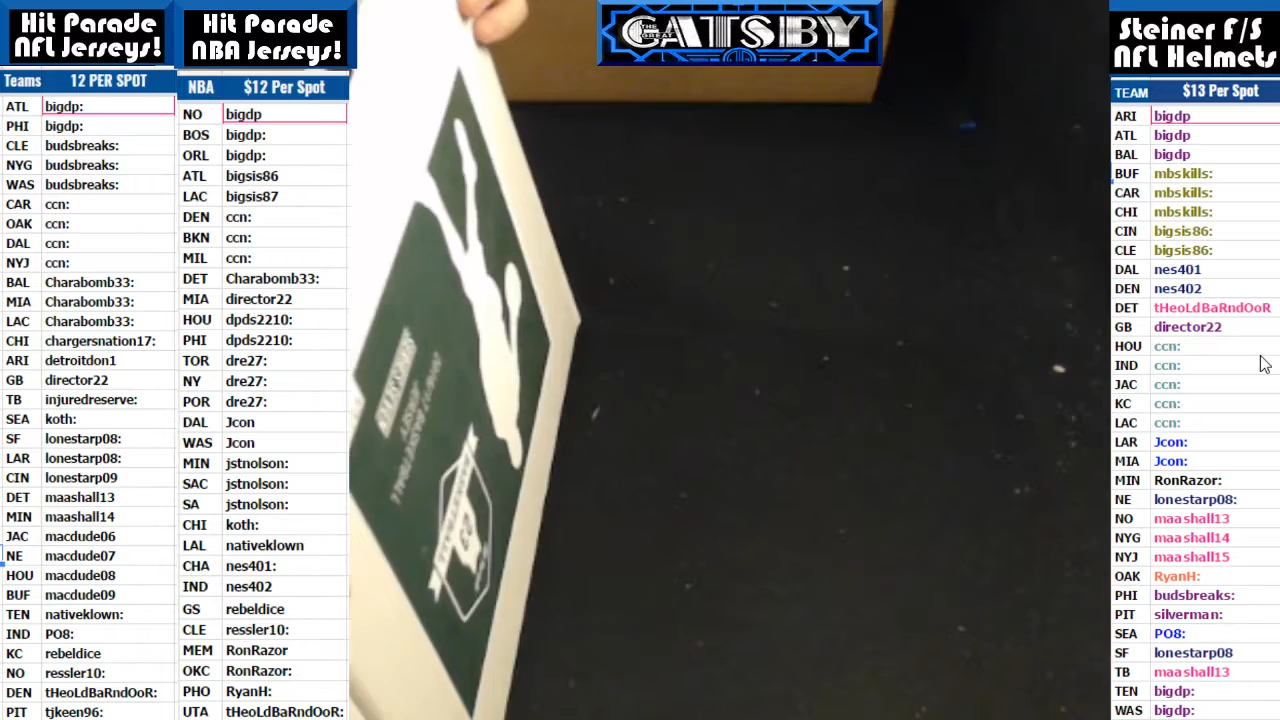 Hit Parade
NFL Jerseys!
Teams 12 PER SPOT
ATL bigdp:
PHI bigdp:
CLE budsbreaks:
NYG budsbreaks:
WAS budsbreaks:
CAR ccn:
OAK ccn:
DAL ccn:
NYJ ccn:
BAL Charabomb33:
MIA Charabomb33:
LAC Charabomb33:
CHI chargersnation17:
ARI detroitdon1
GB director22
TB injuredreserve:
SEA koth:
SF lonestarp08:
LAR lonestarp08:
CIN lonestarp09
DET maashall13
MIN maashall14
JAC macdude06
NE macdude07
HOU macdude08
BUF macdude09
TEN nativeklown:
IND PO8:
KC rebeldice
NO ressler10:
DEN tHeoLdBaRndOoR:
PIT tjkeen96:
Hit Parade
NBA Jerseys!
NBA $12 Per Spot
NO bigdp
BOS bigdp:
ORL bigdp:
ATL bigsis86
LAC bigsis87
DEN ccn:
BKN ccn:
MIL ccn:
DET Charabomb33:
MIA director22
HOU dpds2210:
PHI dpds2210:
TOR dre27:
NY dre27:
POR dre27:
DAL Jcon
WAS Jcon
MIN jstnolson:
SAC jstnolson:
SA jstnolson:
CHI koth:
LAL nativeklown
CHA nes401:
IND nes402
GS rebeldice
CLE ressler10:
MEM RonRazor
OKC RonRazor:
PHO RyanH:
UTA tHeoLdBaRndOoR:
THE GREAT
GATSBY
Steiner F/S
NFL Helmets
TEAM $13 Per Spot
ARI bigdp
ATL bigdp
BAL bigdp
BUF mbskills:
CAR mbskills:
CHI mbskills:
CIN bigsis86:
CLE bigsis86:
DAL nes401
DEN nes402
DET tHeoLdBaRndOoR
GB director22
HOU ccn:
IND ccn:
JAC ccn:
KC ccn:
LAC ccn:
LAR Jcon:
MIA Jcon:
MIN RonRazor:
NE lonestarp08:
NO maashall13
NYG maashall14
NYJ maashall15
OAK RyanH:
PHI budsbreaks:
PIT silverman:
SEA PO8:
SF lonestarp08
TB maashall13
TEN bigdp:
WAS bigdp: